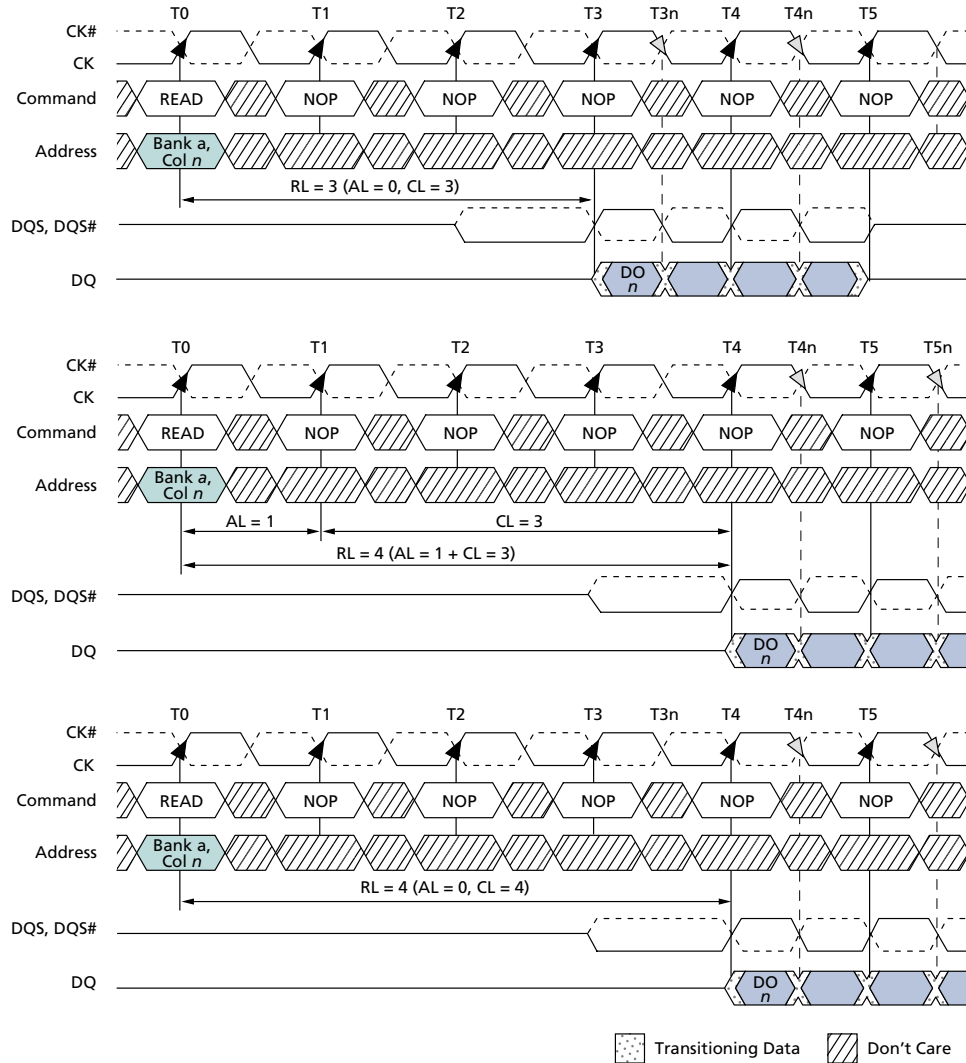 T0 T1 T2 T3 T3n T4 T4n T5
CK#
CK
Command READ NOP NOP NOP NOP NOP
Address Bank a,
Col n
RL = 3 (AL = 0, CL = 3)
DQS, DQS#
DQ DO
n
T0 T1 T2 T3 T4 T4n T5 T5n
CK#
CK
Command READ NOP NOP NOP NOP NOP
Address Bank a,
Col n
AL = 1 CL = 3
RL = 4 (AL = 1 + CL = 3)
DQS, DQS#
DQ DO
n
T0 T1 T2 T3 T3n T4 T4n T5
CK#
CK
Command READ NOP NOP NOP NOP NOP
Address Bank a,
Col n
RL = 4 (AL = 0, CL = 4)
DQS, DQS#
DQ DO
n
Transitioning Data Don't Care